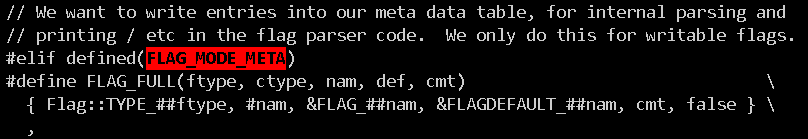 // We want to write entries into our meta data table, for internal parsing and
// printing / etc in the flag parser code.  We only do this for writable flags.
#elif defined(FLAG_MODE_META)
#define FLAG_FULL(ftype, ctype, nam, def, cmt)                               \
  { Flag::TYPE_##ftype, #nam, &FLAG_##nam, &FLAGDEFAULT_##nam, cmt, false } \
  ,